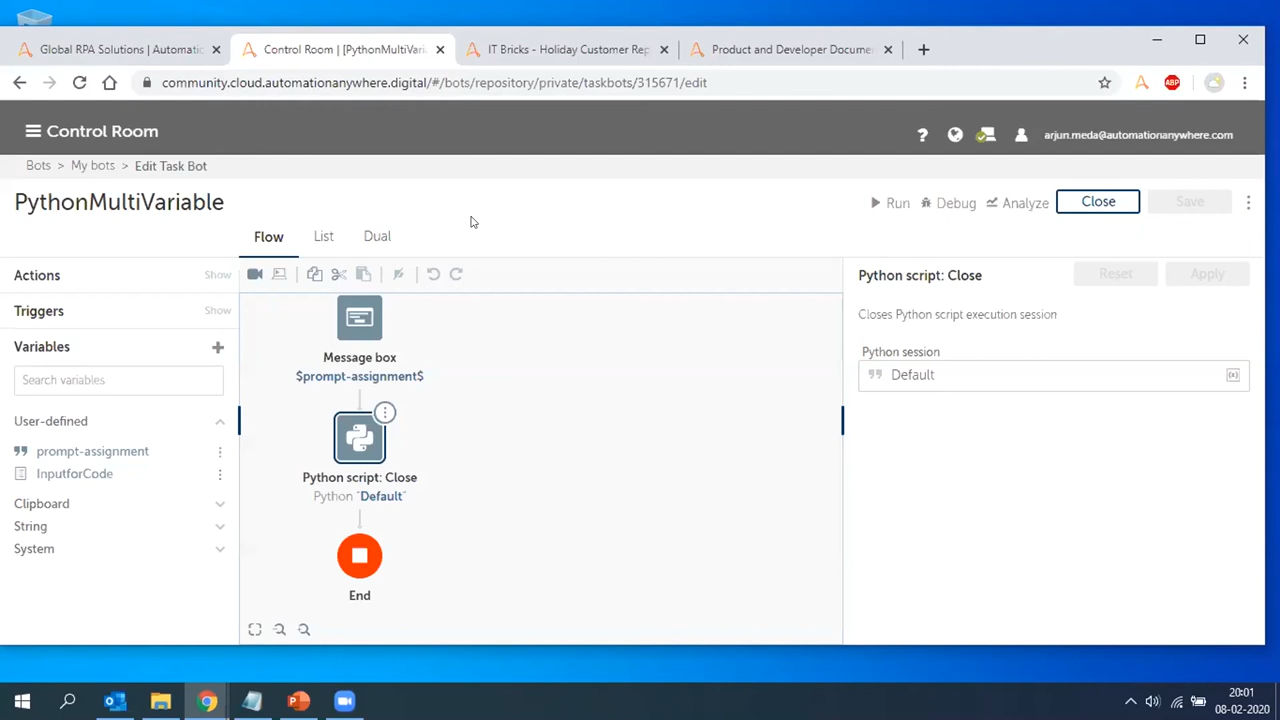 Global RPA Solutions | Automatic
Control Room | [PythonMultiVaria
IT Bricks - Holiday Customer Rep
Product and Developer Documen
community.cloud.automationanywhere.digital/#/bots/repository/private/taskbots/315671/edit
ABP
Control Room
?
arjun.meda@automationanywhere.com
Bots > My bots > Edit Task Bot
PythonMultiVariable
Run
Debug
Analyze
Close
Save
Flow
List
Dual
Actions
Show
Triggers
Show
Variables
Search variables
User-defined
prompt-assignment
InputforCode
Clipboard
String
System
Message box
$prompt-assignment$
Python script: Close
Python "Default"
End
Python script: Close
Reset
Apply
Closes Python script execution session
Python session
Default
(x)
20:01
08-02-2020